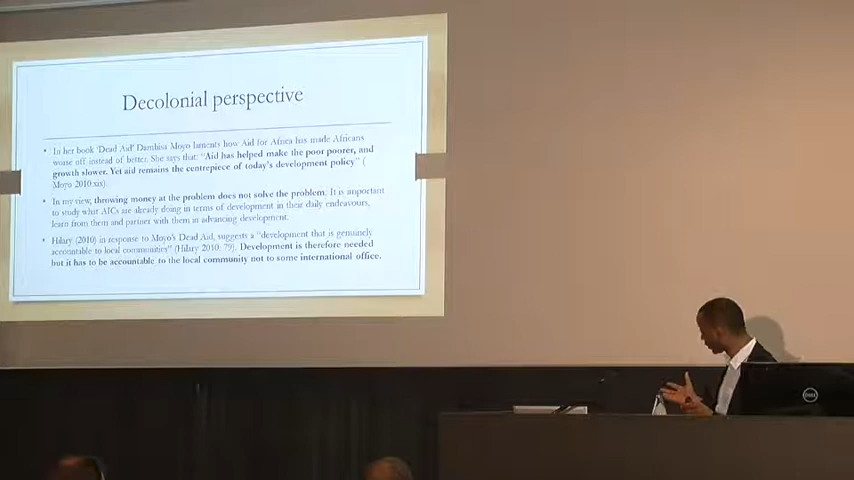 Decolonial perspective
• In her book 'Dead Aid' Dambisa Moyo laments how Aid for Africa has made Africans
worse off instead of better. She says that: "Aid has helped make the poor poorer, and
growth slower. Yet aid remains the centrepiece of today's development policy" (
Moyo 2010:xix).
• In my view, throwing money at the problem does not solve the problem. It is important
to study what AICs are already doing in terms of development in their daily endeavours,
learn from them and partner with them in advancing development.
• Hilary (2010) in response to Moyo's Dead Aid, suggests a "development that is genuinely
accountable to local communities" (Hilary 2010: 79). Development is therefore needed
but it has to be accountable to the local community not to some international office.
DELL